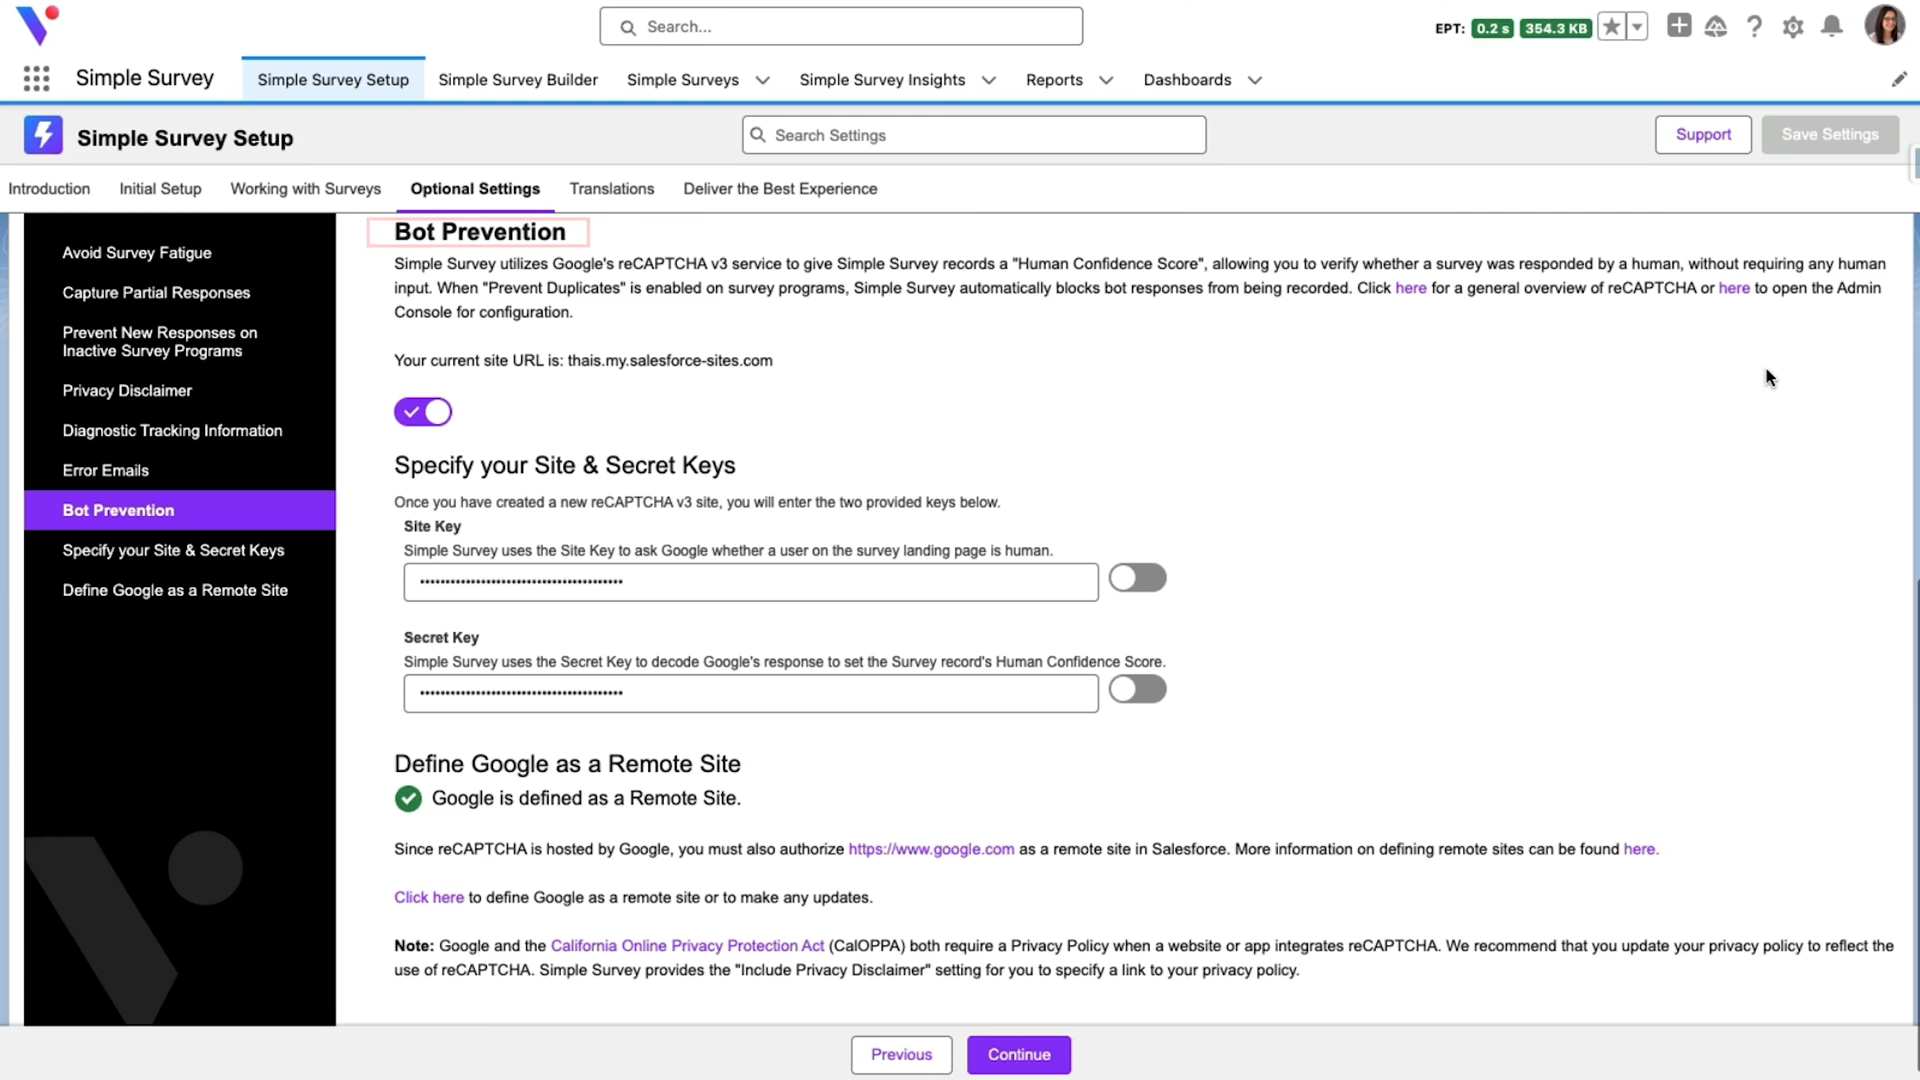 Search...
EPT: 0.2 s 354.3 KB
Simple Survey
Simple Survey Setup
Simple Survey Builder
Simple Surveys
Simple Survey Insights
Reports
Dashboards
Simple Survey Setup
Search Settings
Support
Save Settings
Introduction
Initial Setup
Working with Surveys
Optional Settings
Translations
Deliver the Best Experience
Avoid Survey Fatigue
Capture Partial Responses
Prevent New Responses on
Inactive Survey Programs
Privacy Disclaimer
Diagnostic Tracking Information
Error Emails
Bot Prevention
Specify your Site & Secret Keys
Define Google as a Remote Site
Bot Prevention
Simple Survey utilizes Google's reCAPTCHA v3 service to give Simple Survey records a "Human Confidence Score", allowing you to verify whether a survey was responded by a human, without requiring any human
input. When "Prevent Duplicates" is enabled on survey programs, Simple Survey automatically blocks bot responses from being recorded. Click here for a general overview of reCAPTCHA or here to open the Admin
Console for configuration.
Your current site URL is: thais.my.salesforce-sites.com
Specify your Site & Secret Keys
Once you have created a new reCAPTCHA v3 site, you will enter the two provided keys below.
Site Key
Simple Survey uses the Site Key to ask Google whether a user on the survey landing page is human.
Secret Key
Simple Survey uses the Secret Key to decode Google's response to set the Survey record's Human Confidence Score.
Define Google as a Remote Site
Google is defined as a Remote Site.
Since reCAPTCHA is hosted by Google, you must also authorize https://www.google.com as a remote site in Salesforce. More information on defining remote sites can be found here.
Click here to define Google as a remote site or to make any updates.
Note: Google and the California Online Privacy Protection Act (CalOPPA) both require a Privacy Policy when a website or app integrates reCAPTCHA. We recommend that you update your privacy policy to reflect the
use of reCAPTCHA. Simple Survey provides the "Include Privacy Disclaimer" setting for you to specify a link to your privacy policy.
Previous
Continue